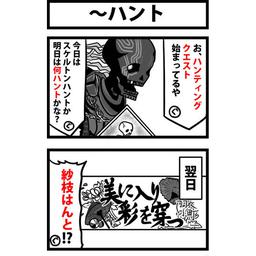 ～ハント
お、ハンティング
クエスト
始まってるや
今日は
スケルトンハントか
明日は何ハントかな？
翌日
美に入り
彩を穿つ
紗枝はんと!?